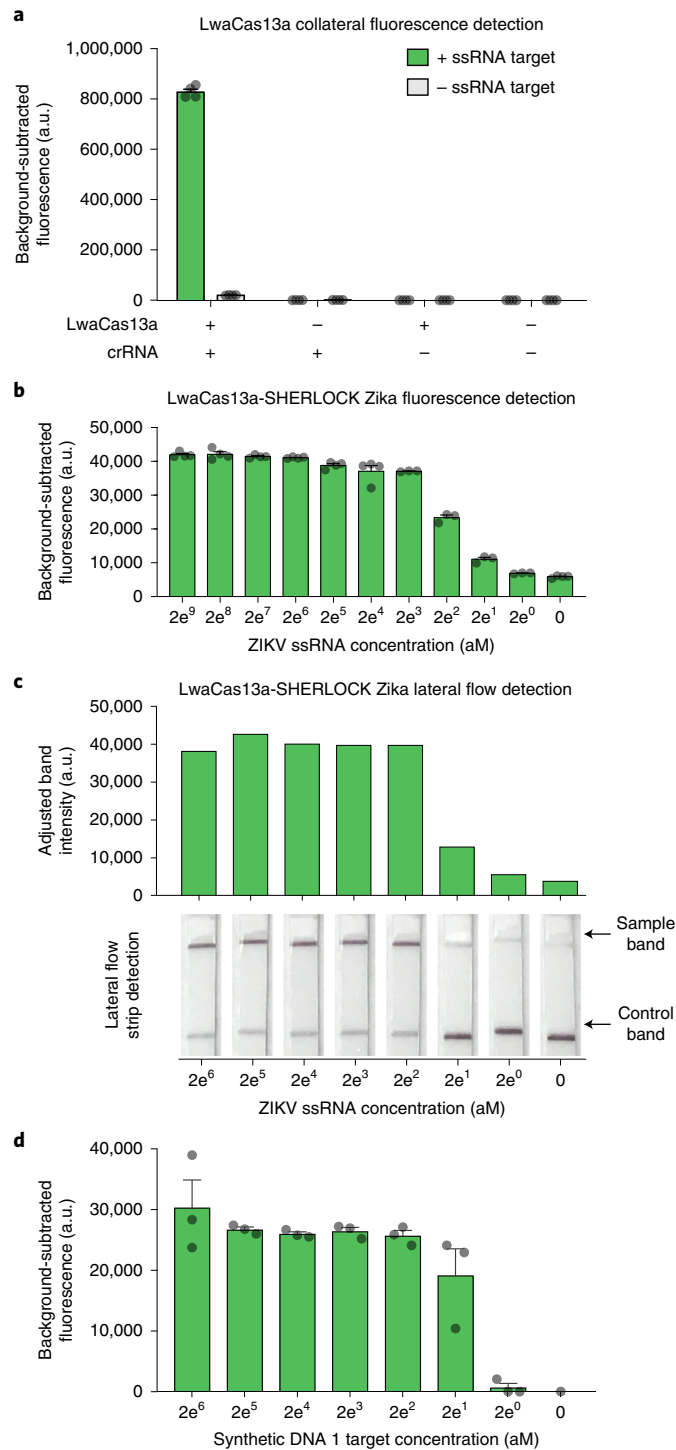 a
LwaCas13a collateral fluorescence detection
Background-subtracted
fluorescence (a.u.)
1,000,000
800,000
600,000
400,000
200,000
0
+ ssRNA target
– ssRNA target
LwaCas13a + – + –
crRNA + + – –
b
LwaCas13a-SHERLOCK Zika fluorescence detection
Background-subtracted
fluorescence (a.u.)
50,000
40,000
30,000
20,000
10,000
0
2e⁹ 2e⁸ 2e⁷ 2e⁶ 2e⁵ 2e⁴ 2e³ 2e² 2e¹ 2e⁰ 0
ZIKV ssRNA concentration (aM)
c
LwaCas13a-SHERLOCK Zika lateral flow detection
Adjusted band
intensity (a.u.)
50,000
40,000
30,000
20,000
10,000
0
Lateral flow
strip detection
Sample
band
Control
band
2e⁶ 2e⁵ 2e⁴ 2e³ 2e² 2e¹ 2e⁰ 0
ZIKV ssRNA concentration (aM)
d
Background-subtracted
fluorescence (a.u.)
40,000
30,000
20,000
10,000
0
2e⁶ 2e⁵ 2e⁴ 2e³ 2e² 2e¹ 2e⁰ 0
Synthetic DNA 1 target concentration (aM)